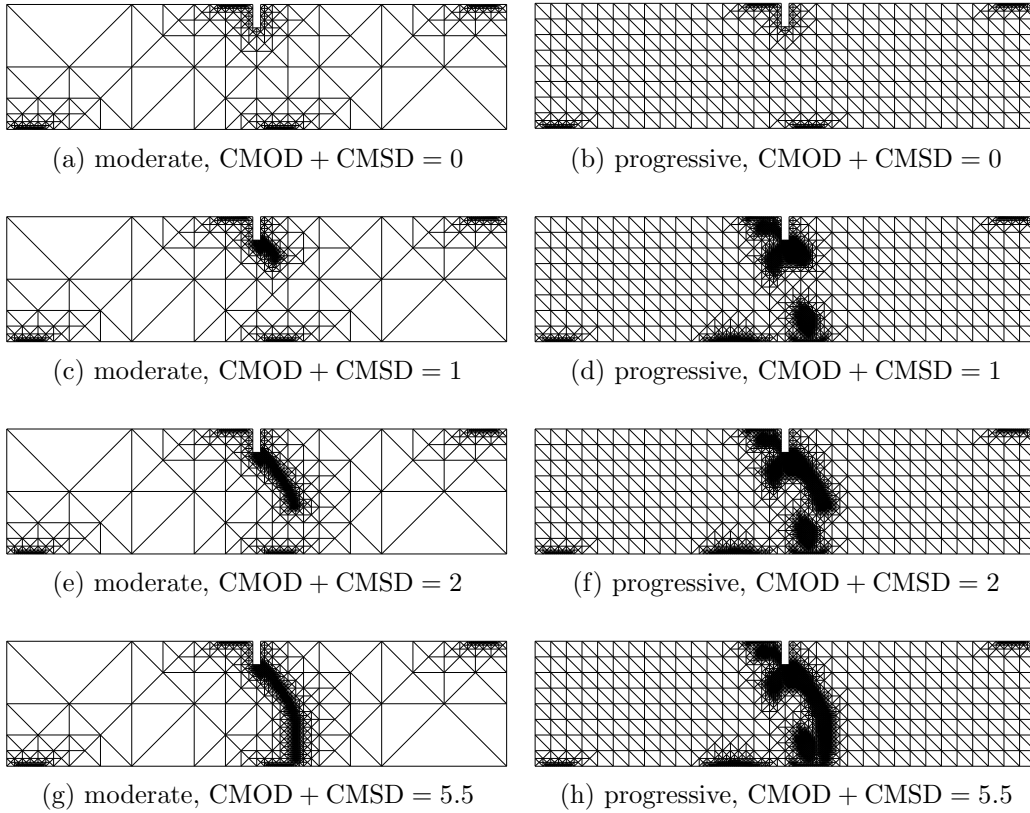 (a) moderate, CMOD + CMSD = 0
(b) progressive, CMOD + CMSD = 0
(c) moderate, CMOD + CMSD = 1
(d) progressive, CMOD + CMSD = 1
(e) moderate, CMOD + CMSD = 2
(f) progressive, CMOD + CMSD = 2
(g) moderate, CMOD + CMSD = 5.5
(h) progressive, CMOD + CMSD = 5.5